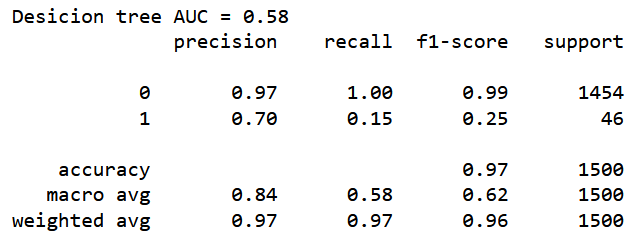 Desicion tree AUC = 0.58
precision recall f1-score support
0 0.97 1.00 0.99 1454
1 0.70 0.15 0.25 46
accuracy 0.97 1500
macro avg 0.84 0.58 0.62 1500
weighted avg 0.97 0.97 0.96 1500